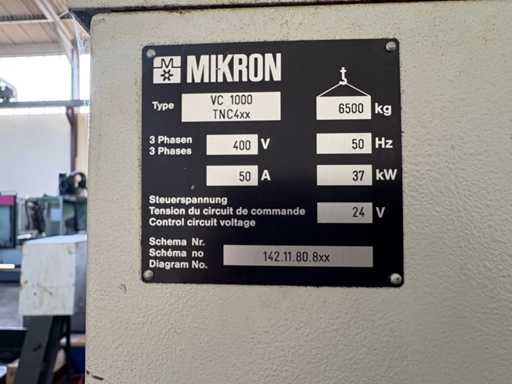 M
MIKRON
Type VC 1000 6500 kg
TNC4xx
3 Phasen 400 V 50 Hz
3 Phases
50 A 37 kW
Steuerspannung
Tension du circuit de commande 24 V
Control circuit voltage
Schema Nr.
Schéma no 142.11.80.8xx
Diagram No.